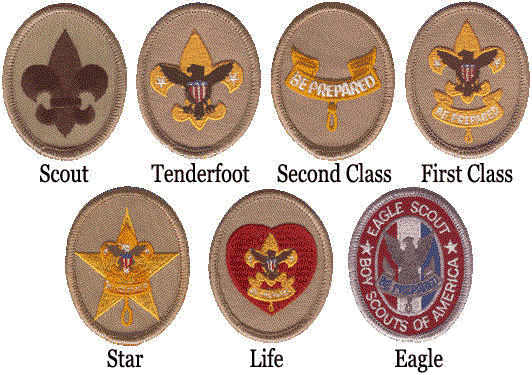 BE PREPARED
BE PREPARED
Scout Tenderfoot Second Class First Class
EAGLE SCOUT
BE PREPARED
BOY SCOUTS OF AMERICA
Star Life Eagle